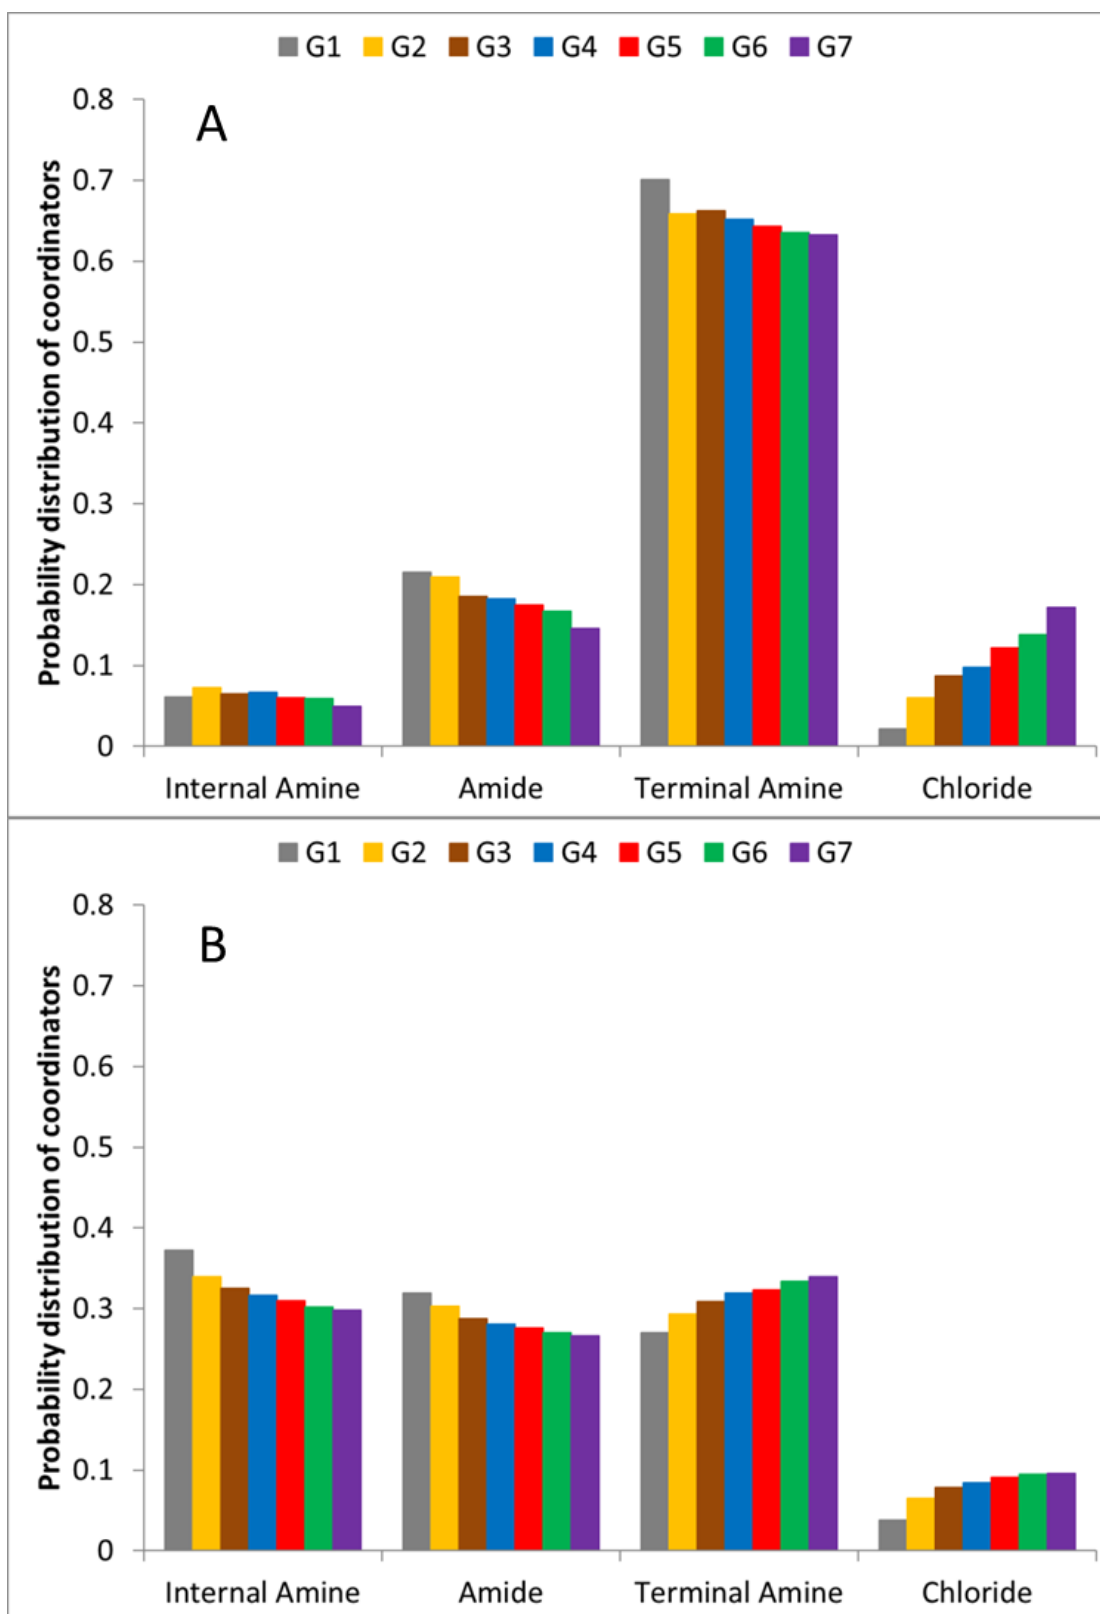 G1 G2 G3 G4 G5 G6 G7
A
Probability distribution of coordinators
0.8
0.7
0.6
0.5
0.4
0.3
0.2
0.1
0
Internal Amine Amide Terminal Amine Chloride
G1 G2 G3 G4 G5 G6 G7
B
Probability distribution of coordinators
0.8
0.7
0.6
0.5
0.4
0.3
0.2
0.1
0
Internal Amine Amide Terminal Amine Chloride